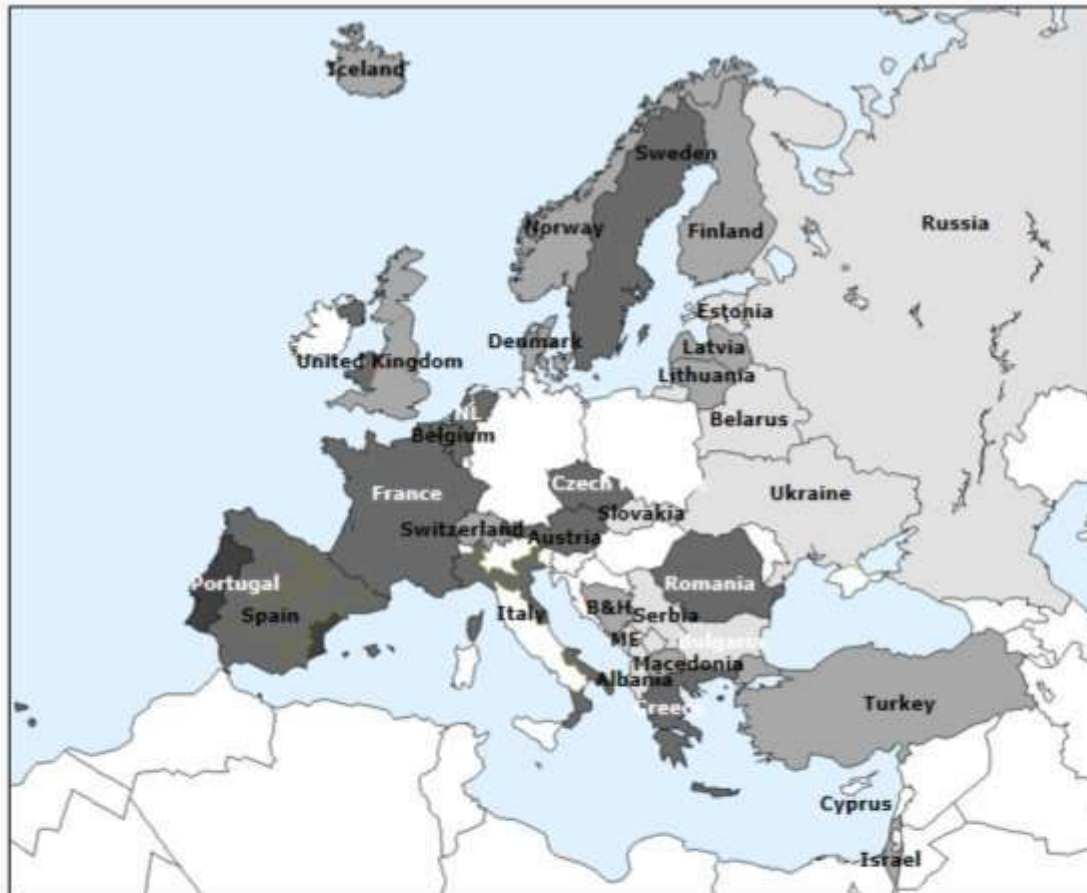 Iceland
Sweden
Norway
Finland
Russia
Estonia
Denmark
Latvia
United Kingdom
Lithuania
NL
Belarus
Belgium
Czech
France
Ukraine
Slovakia
Switzerland
Austria
Portugal
Romania
Spain
B&H
Italy
Serbia
ME
Bulgaria
Macedonia
Albania
Greece
Turkey
Cyprus
Israel